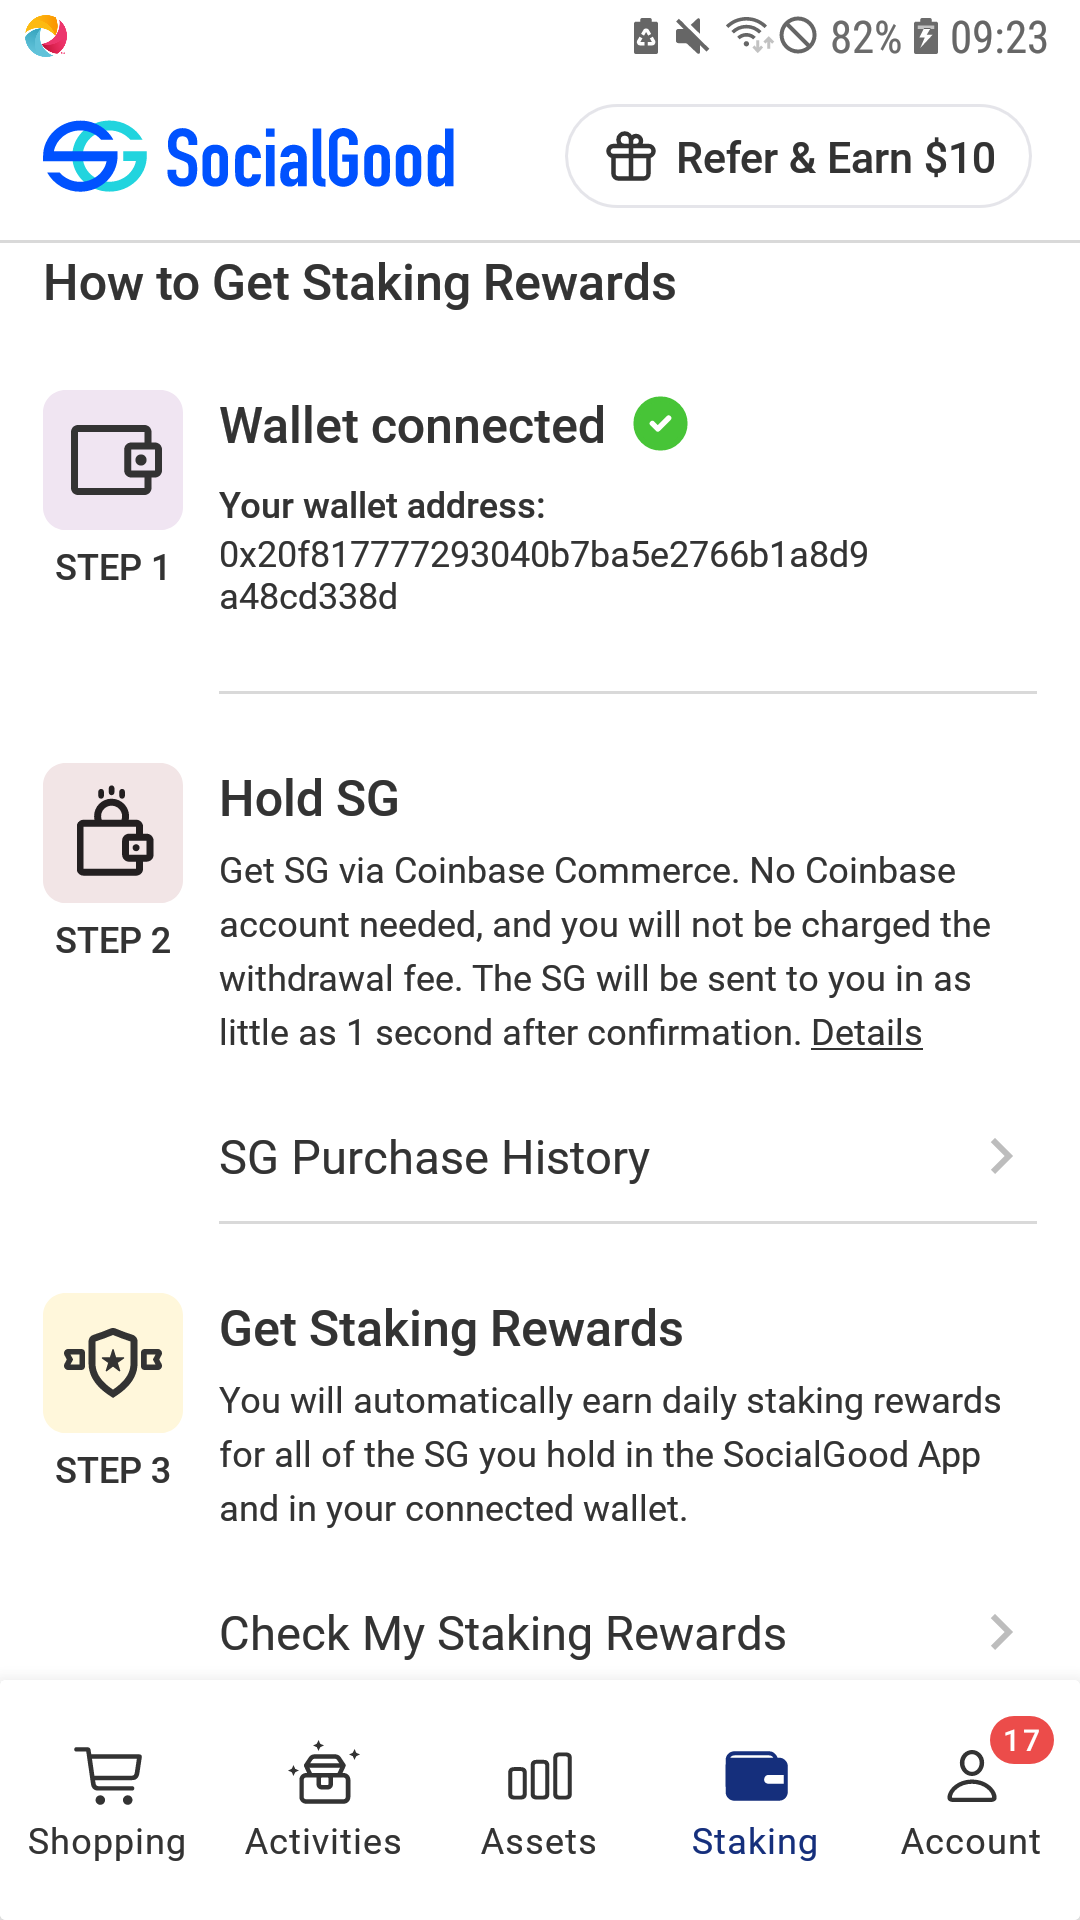 82% 09:23
SocialGood
Refer & Earn $10
How to Get Staking Rewards
Wallet connected
Your wallet address:
0x20f817777293040b7ba5e2766b1a8d9
a48cd338d
STEP 1
Hold SG
Get SG via Coinbase Commerce. No Coinbase
account needed, and you will not be charged the
withdrawal fee. The SG will be sent to you in as
little as 1 second after confirmation. Details
STEP 2
SG Purchase History
Get Staking Rewards
You will automatically earn daily staking rewards
for all of the SG you hold in the SocialGood App
and in your connected wallet.
STEP 3
Check My Staking Rewards
17
Shopping
Activities
Assets
Staking
Account